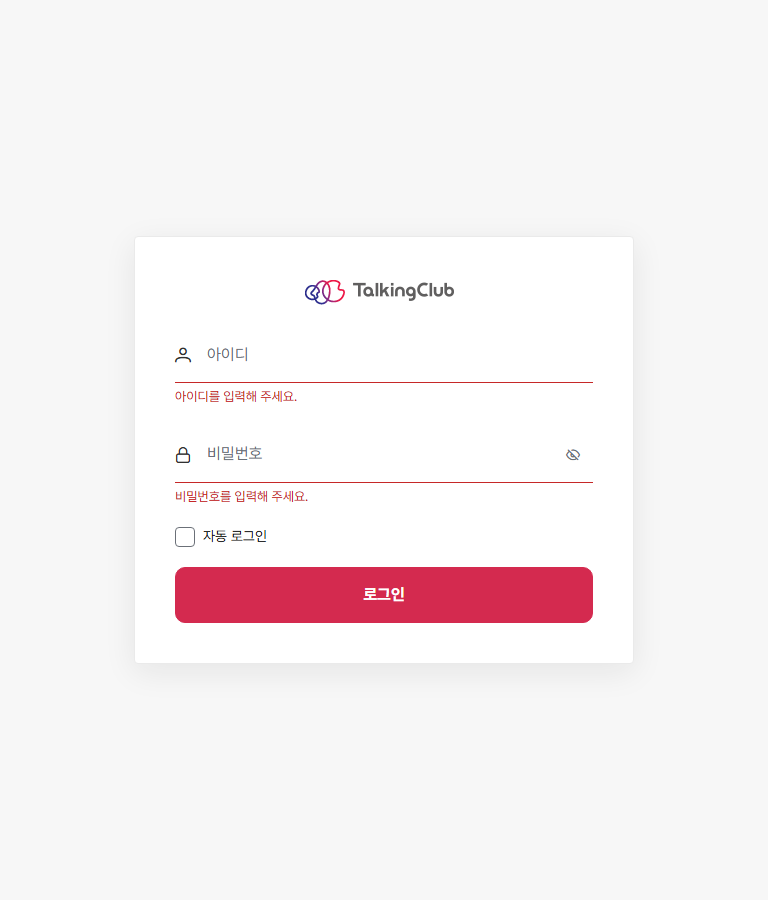 TalkingClub
아이디
아이디를 입력해 주세요.
비밀번호
비밀번호를 입력해 주세요.
자동 로그인
로그인